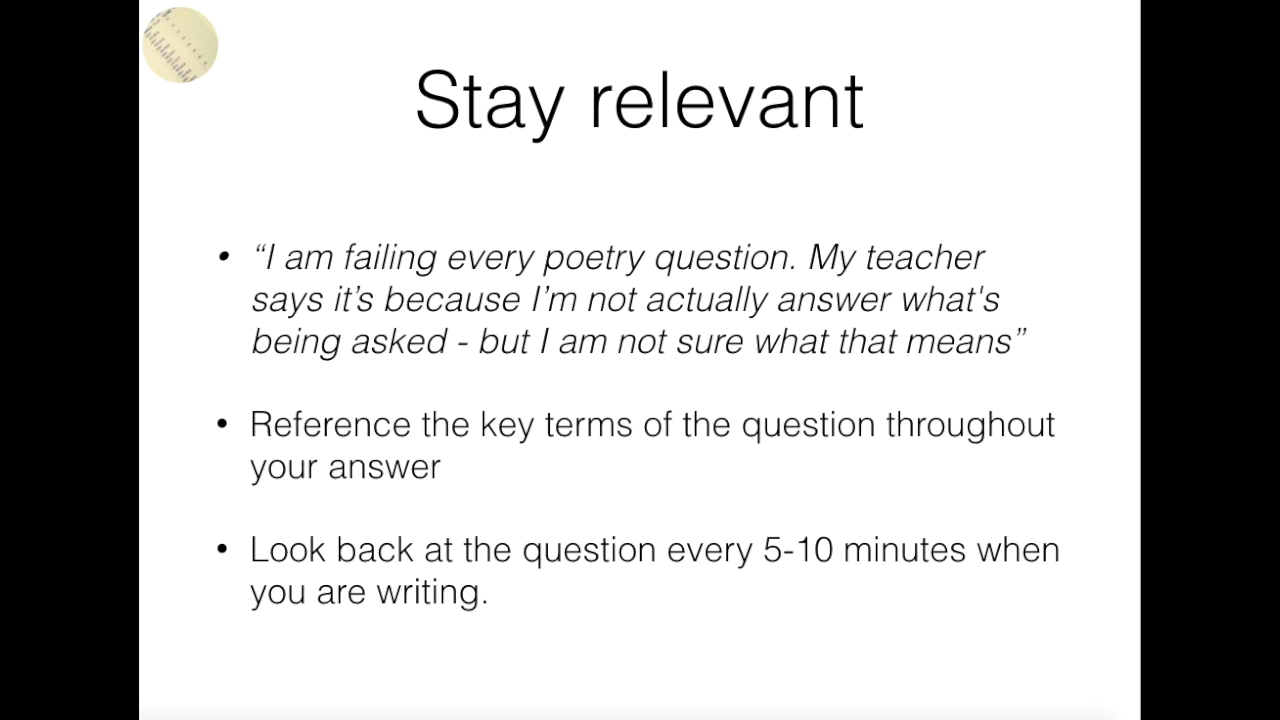 Stay relevant
• “I am failing every poetry question. My teacher
says it’s because I’m not actually answer what's
being asked - but I am not sure what that means”
• Reference the key terms of the question throughout
your answer
• Look back at the question every 5-10 minutes when
you are writing.